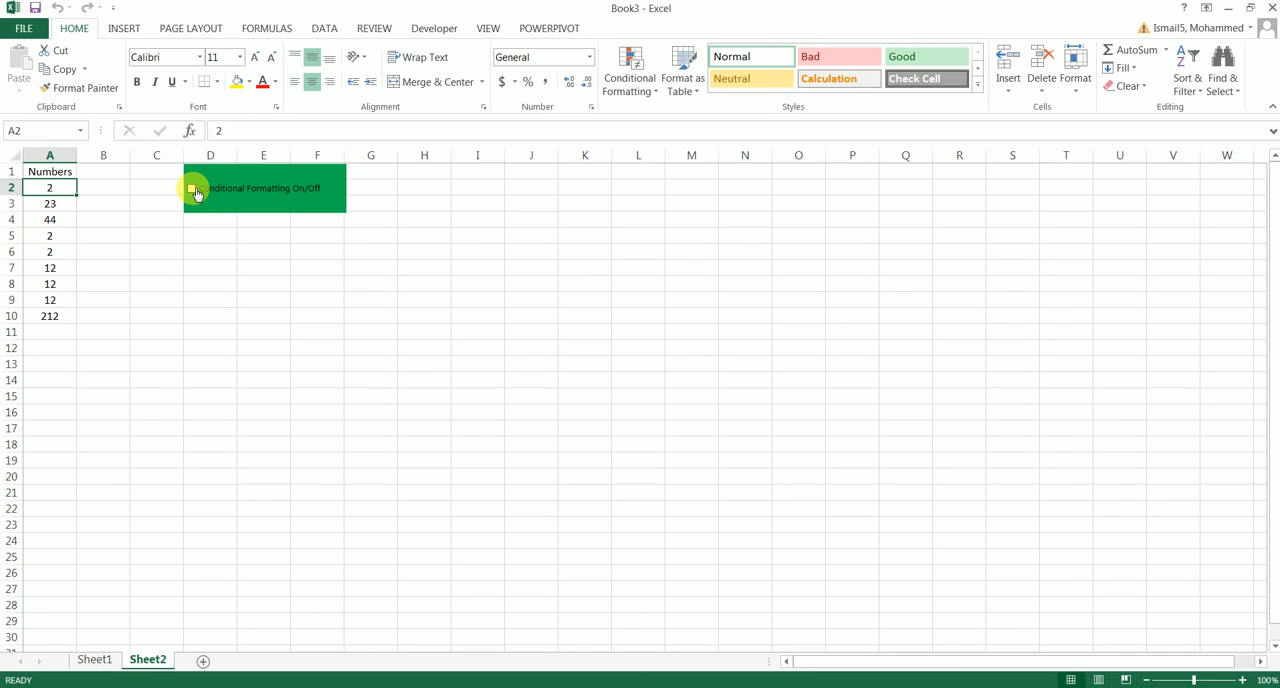 Book3 - Excel
?
FILE
HOME
INSERT
PAGE LAYOUT
FORMULAS
DATA
REVIEW
Developer
VIEW
POWERPIVOT
Ismail5, Mohammed
Paste
Cut
Copy
Format Painter
Clipboard
Calibri
11
B I U
Font
Wrap Text
Merge & Center
Alignment
General
$ % ,
Number
Conditional Formatting
Format as Table
Normal
Bad
Good
Neutral
Calculation
Check Cell
Styles
Insert
Delete
Format
Cells
AutoSum
Fill
Clear
Sort & Filter
Find & Select
Editing
A2
fx
2
A B C D E F G H I J K L M N O P Q R S T U V W
1 Numbers
2 2
Conditional Formatting On/Off
3 23
4 44
5 2
6 2
7 12
8 12
9 12
10 212
11
12
13
14
15
16
17
18
19
20
21
22
23
24
25
26
27
28
29
30
Sheet1
Sheet2
READY
100%